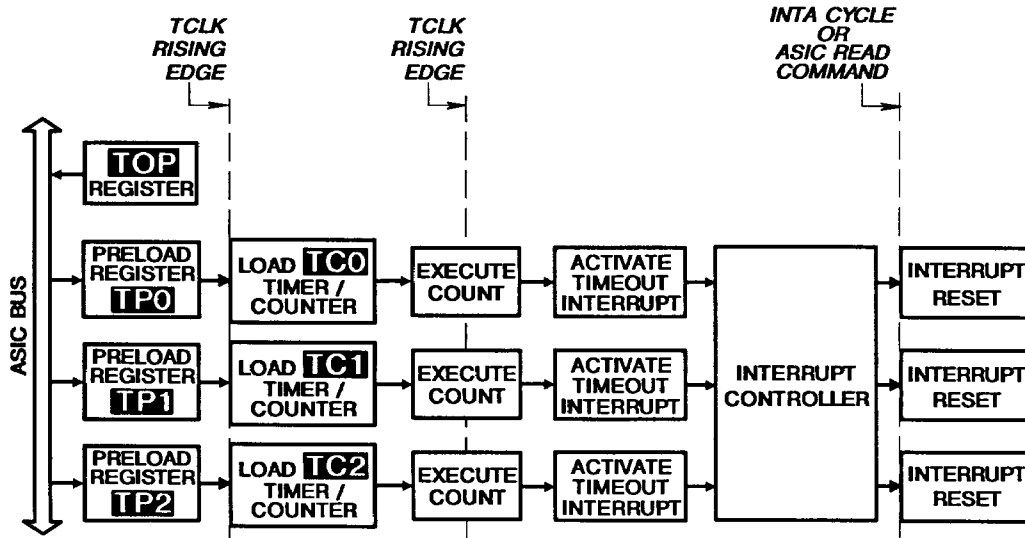 TCLK
RISING
EDGE
TCLK
RISING
EDGE
INTA CYCLE
OR
ASIC READ
COMMAND
ASIC BUS
TOP
REGISTER
PRELOAD
REGISTER
TP0
LOAD TC0
TIMER /
COUNTER
EXECUTE
COUNT
ACTIVATE
TIMEOUT
INTERRUPT
INTERRUPT
RESET
PRELOAD
REGISTER
TP1
LOAD TC1
TIMER /
COUNTER
EXECUTE
COUNT
ACTIVATE
TIMEOUT
INTERRUPT
INTERRUPT
CONTROLLER
INTERRUPT
RESET
PRELOAD
REGISTER
TP2
LOAD TC2
TIMER /
COUNTER
EXECUTE
COUNT
ACTIVATE
TIMEOUT
INTERRUPT
INTERRUPT
RESET